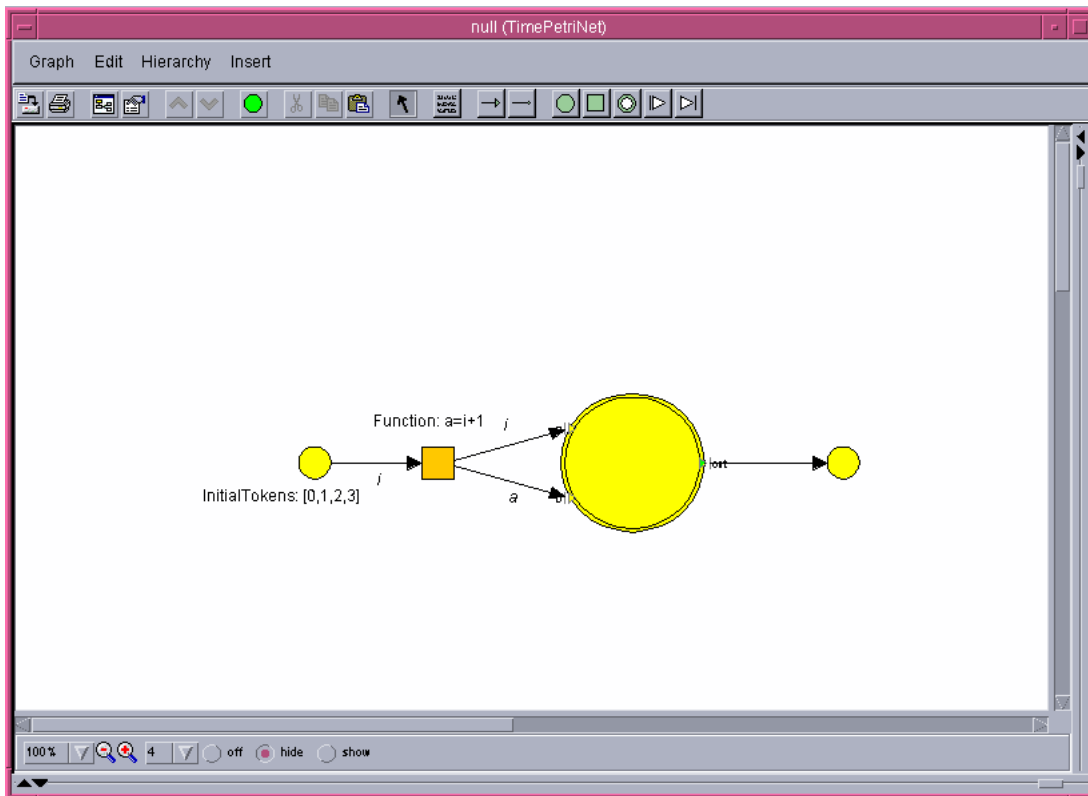 null (TimePetriNet)
Graph Edit Hierarchy Insert
Function: a=i+1
i
i
InitialTokens: [0,1,2,3]
a
100% 4 off hide show